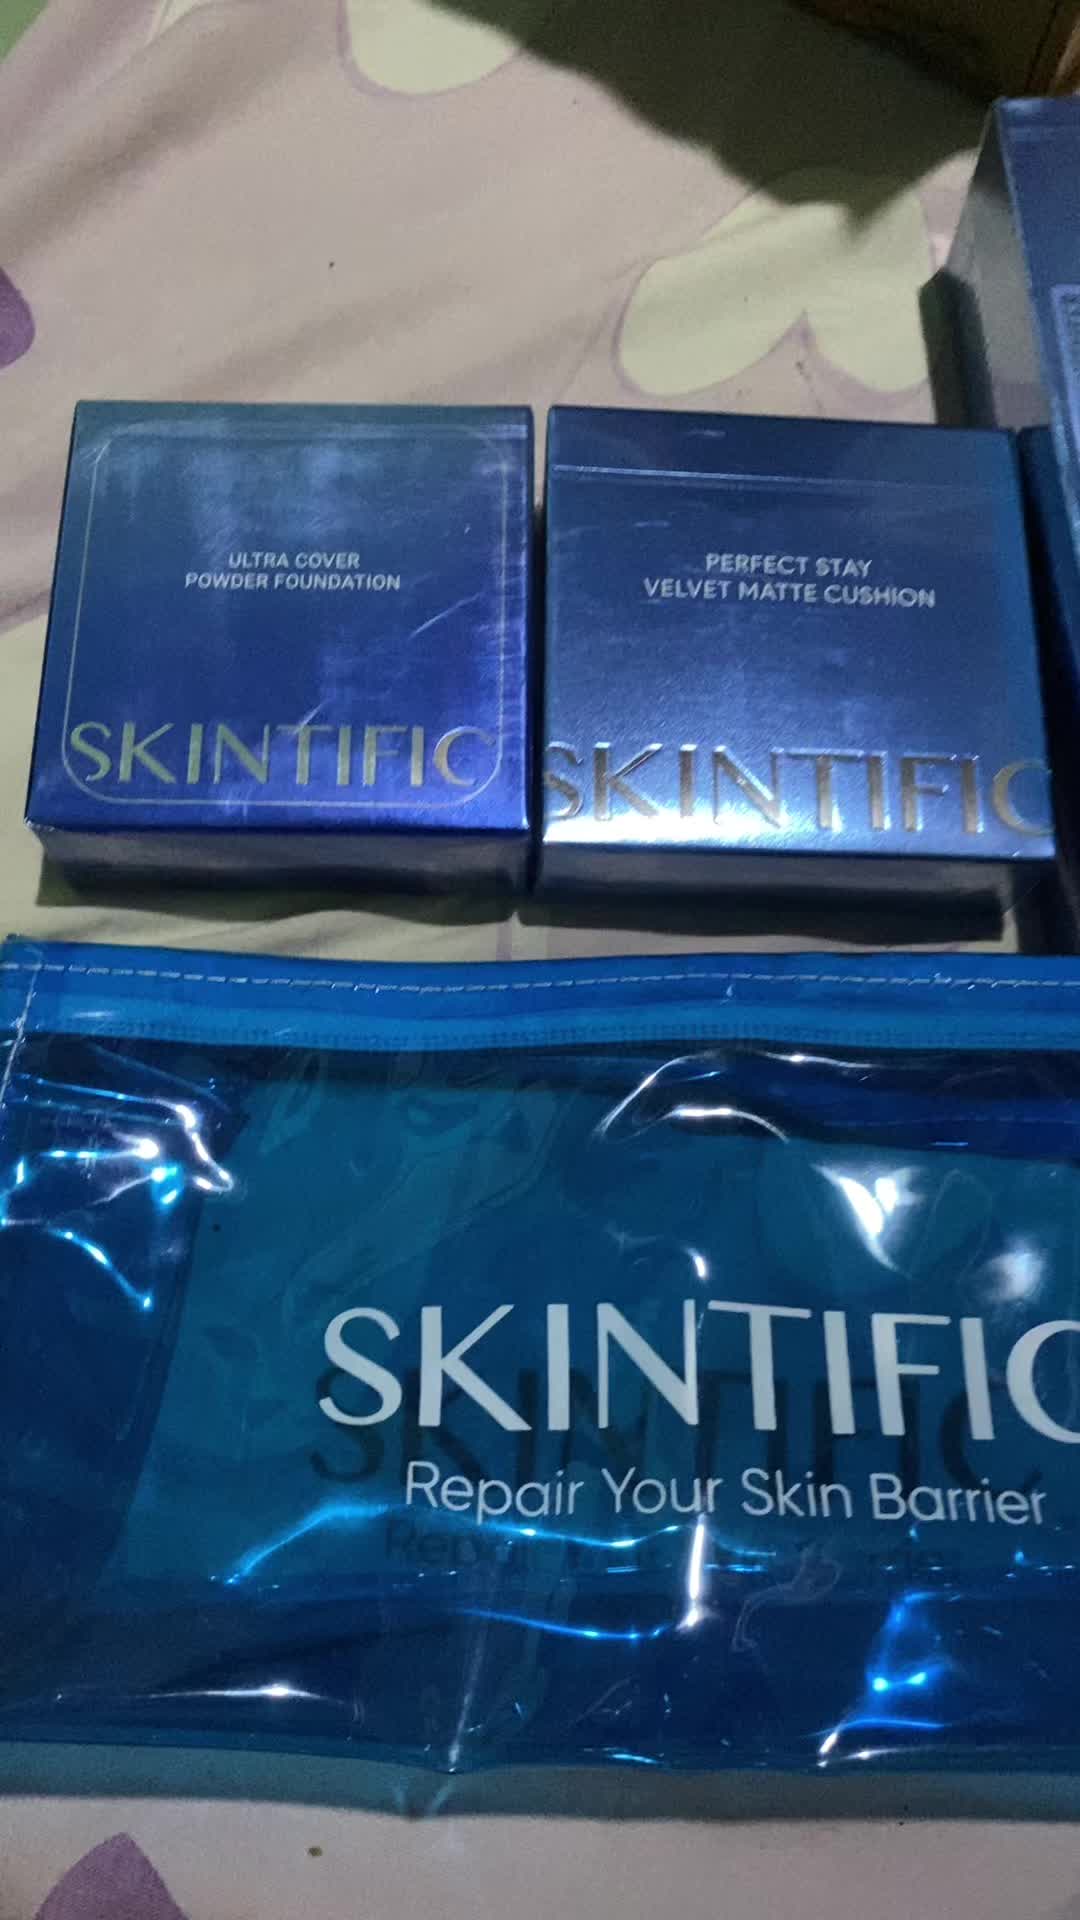 ULTRA COVER
POWDER FOUNDATION
SKINTIFIC
PERFECT STAY
VELVET MATTE CUSHION
SKINTIFIC
SKINTIFIC
Repair Your Skin Barrier